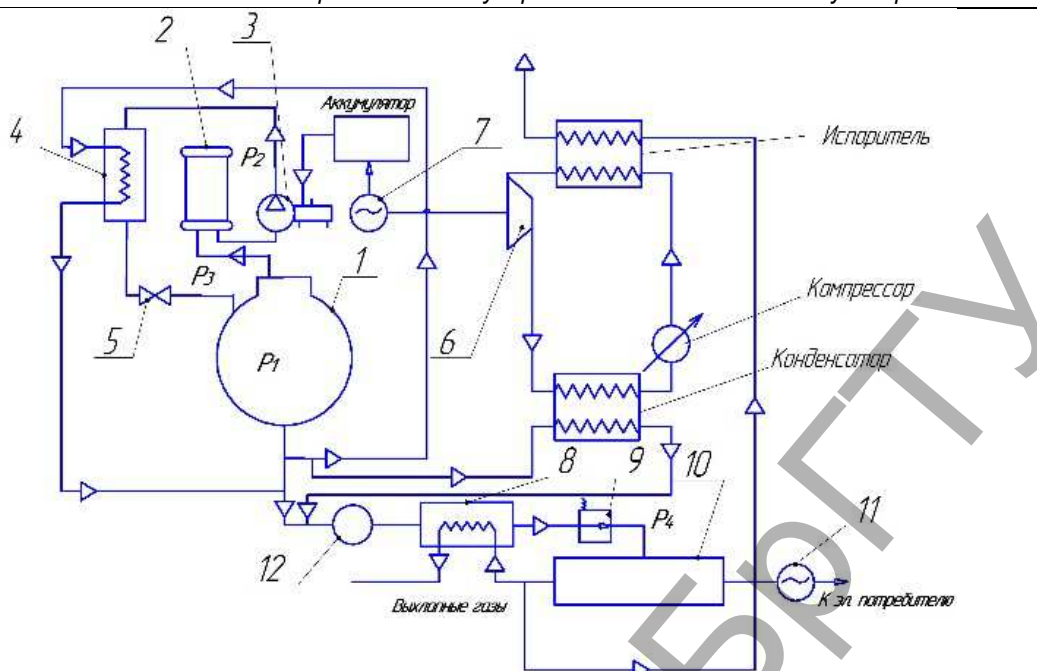 2
3
Аккумулятор
7
4
P2
Испаритель
P3
1
Компрессор
5
6
P1
Конденсатор
8
9
10
P4
11
12
Выхлопные газы
К эл. потребителю
БрГТУ